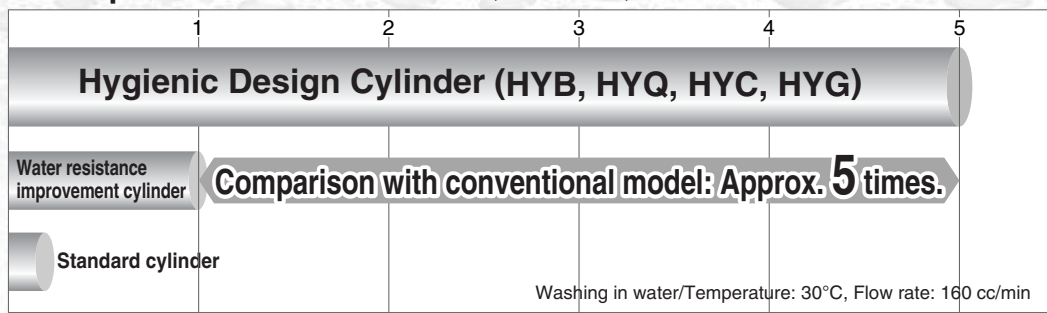 1 2 3 4 5
Hygienic Design Cylinder (HYB, HYQ, HYC, HYG)
Water resistance
improvement cylinder
Comparison with conventional model: Approx. 5 times.
Standard cylinder
Washing in water/Temperature: 30°C, Flow rate: 160 cc/min